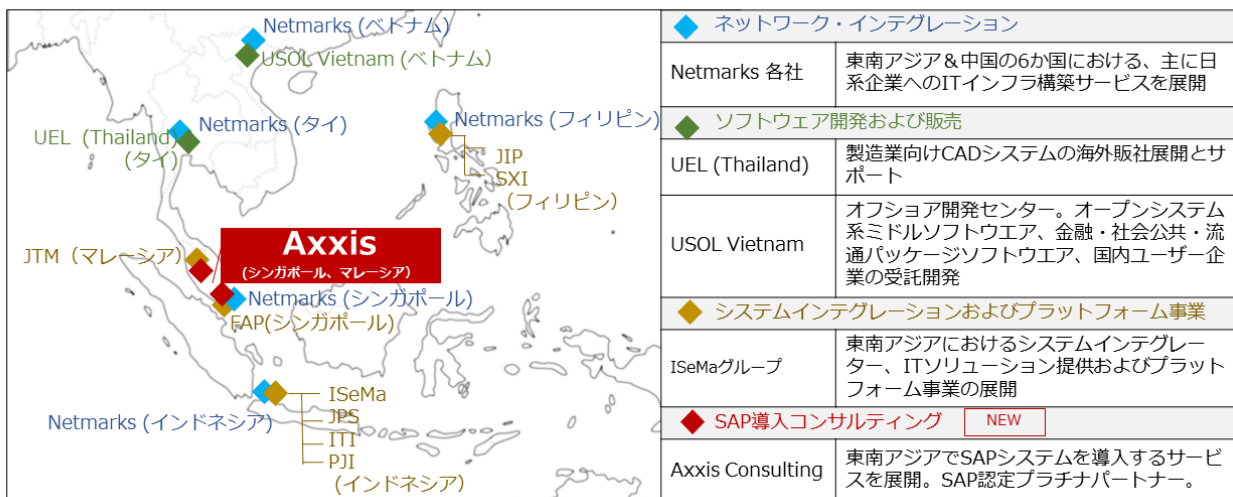 Netmarks (ベトナム)
USOL Vietnam (ベトナム)
Netmarks (タイ)
UEL (Thailand)
(タイ)
Netmarks (フィリピン)
JIP
SXI
(フィリピン)
JTM(マレーシア)
Axxis
(シンガポール、マレーシア)
Netmarks (シンガポール)
FAP(シンガポール)
Netmarks (インドネシア)
ISeMa
JPS
ITI
PJI
(インドネシア)
ネットワーク・インテグレーション
Netmarks 各社
東南アジア&中国の6か国における、主に日
系企業へのITインフラ構築サービスを展開
ソフトウェア開発および販売
UEL (Thailand)
製造業向けCADシステムの海外販社展開とサ
ポート
USOL Vietnam
オフショア開発センター。オープンシステム
系ミドルソフトウエア、金融・社会公共・流
通パッケージソフトウエア、国内ユーザー企
業の受託開発
システムインテグレーションおよびプラットフォーム事業
ISeMaグループ
東南アジアにおけるシステムインテグレー
ター、ITソリューション提供およびプラット
フォーム事業の展開
SAP導入コンサルティング
NEW
Axxis Consulting
東南アジアでSAPシステムを導入するサービ
スを展開。SAP認定プラチナパートナー。